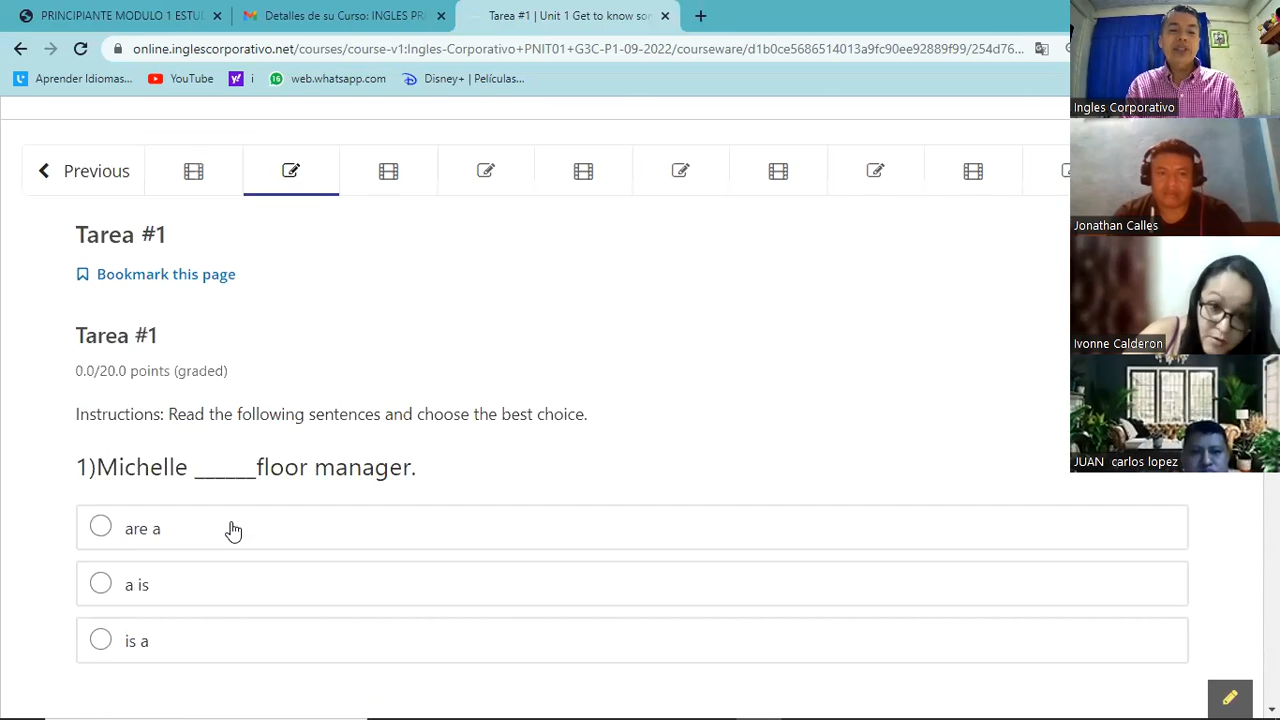 PRINCIPIANTE MODULO 1 ESTUI
Detalles de su Curso: INGLES PRI
Tarea #1 | Unit 1 Get to know som
online.inglescorporativo.net/courses/course-v1:Ingles-Corporativo+PNIT01+G3C-P1-09-2022/courseware/d1b0ce5686514013a9fc90ee92889f99/254d76...
Aprender Idiomas...
YouTube
i
web.whatsapp.com
Disney+ | Películas...
Previous
Tarea #1
Bookmark this page
Tarea #1
0.0/20.0 points (graded)
Instructions: Read the following sentences and choose the best choice.
1)Michelle ______floor manager.
are a
a is
is a
Ingles Corporativo
Jonathan Calles
Ivonne Calderon
JUAN carlos lopez